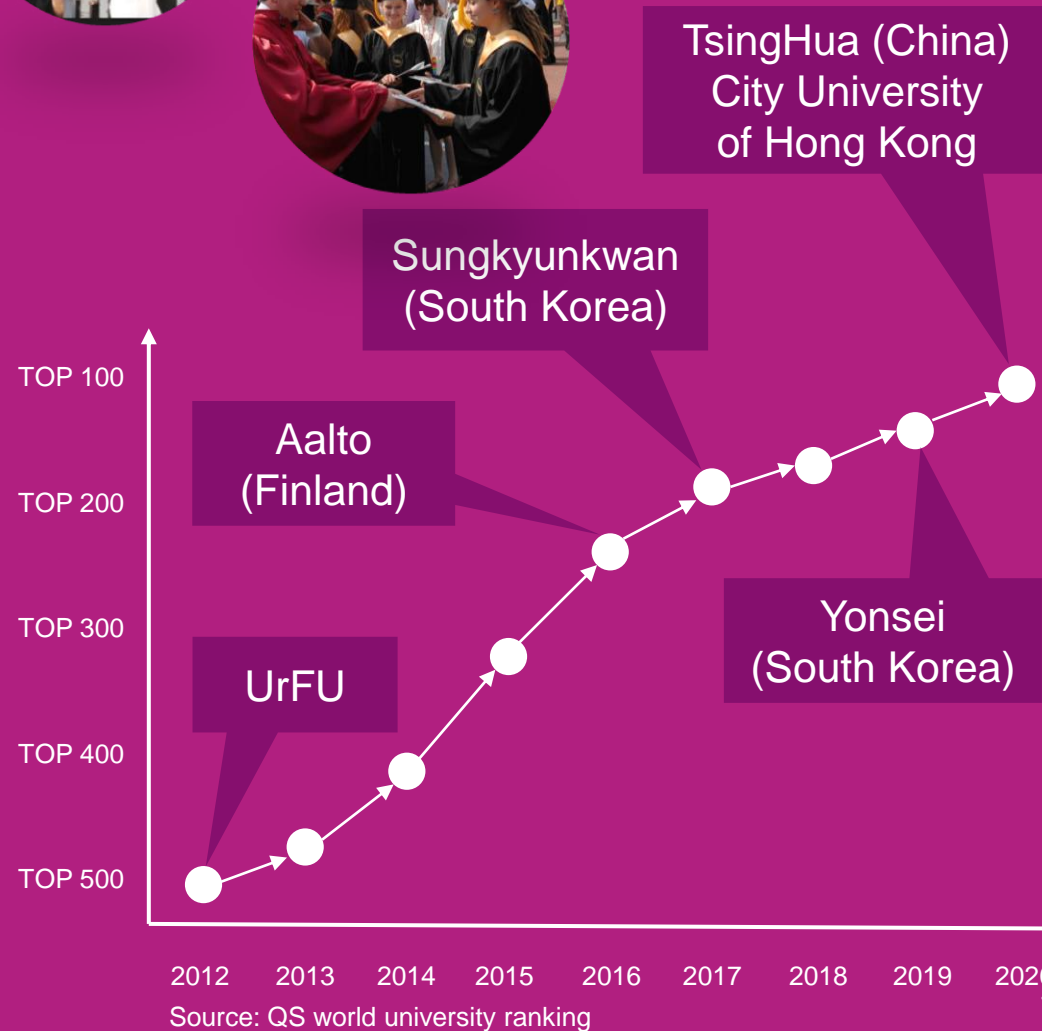 TsingHua (China)
City University
of Hong Kong
Sungkyunkwan
(South Korea)
TOP 100
Aalto
(Finland)
TOP 200
Yonsei
(South Korea)
TOP 300
UrFU
TOP 400
TOP 500
2012 2013 2014 2015 2016 2017 2018 2019
Source: QS world university ranking